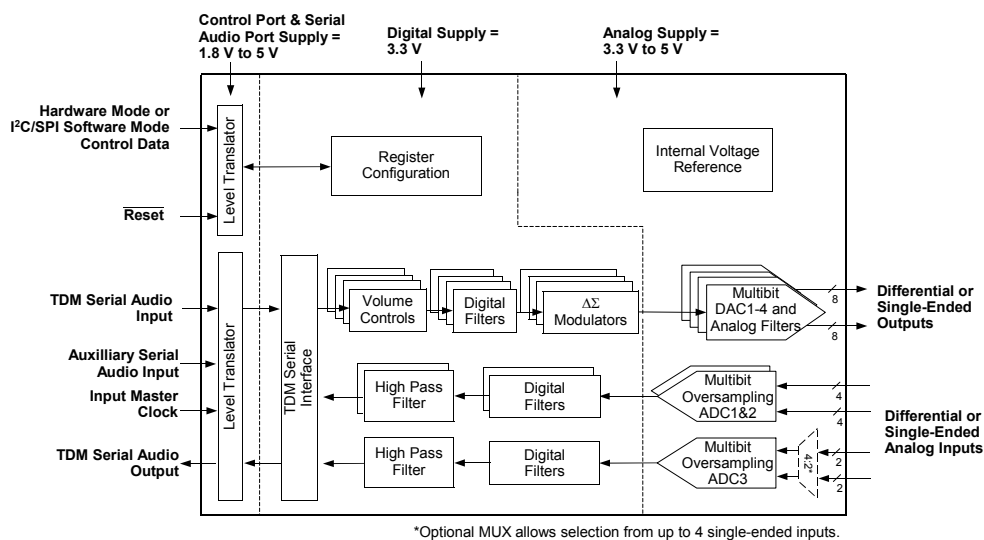 Control Port & Serial
Audio Port Supply =
1.8 V to 5 V
Digital Supply =
3.3 V
Analog Supply =
3.3 V to 5 V
Hardware Mode or
I²C/SPI Software Mode
Control Data
Reset
Level Translator
Register
Configuration
Internal Voltage
Reference
TDM Serial Audio
Input
Auxilliary Serial
Audio Input
Input Master
Clock
TDM Serial Audio
Output
Level Translator
TDM Serial
Interface
Volume
Controls
Digital
Filters
ΔΣ
Modulators
Multibit
DAC1-4 and
Analog Filters
8
8
Differential or
Single-Ended
Outputs
High Pass
Filter
Digital
Filters
Multibit
Oversampling
ADC1&2
4
4
Differential or
Single-Ended
Analog Inputs
High Pass
Filter
Digital
Filters
Multibit
Oversampling
ADC3
4:2*
2
2
*Optional MUX allows selection from up to 4 single-ended inputs.